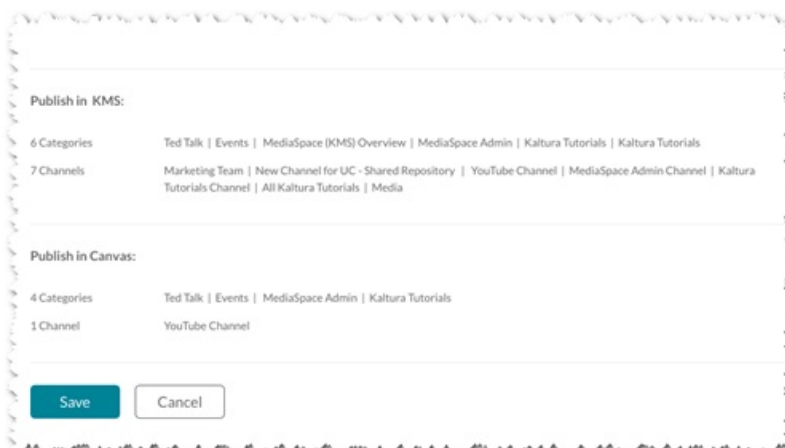 Publish in KMS:
6 Categories Ted Talk | Events | MediaSpace (KMS) Overview | MediaSpace Admin | Kaltura Tutorials | Kaltura Tutorials
7 Channels Marketing Team | New Channel for UC - Shared Repository | YouTube Channel | MediaSpace Admin Channel | Kaltura
Tutorials Channel | All Kaltura Tutorials | Media
Publish in Canvas:
4 Categories Ted Talk | Events | MediaSpace Admin | Kaltura Tutorials
1 Channel YouTube Channel
Save Cancel